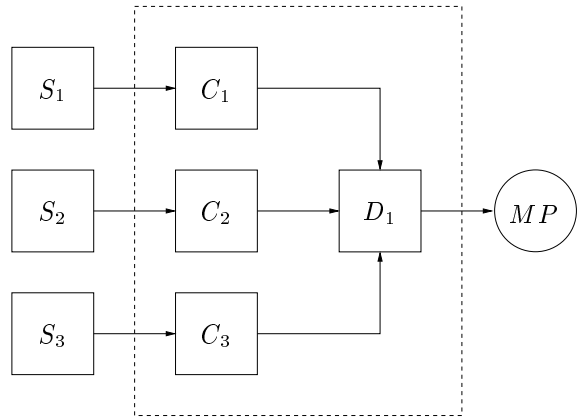 S₁ C₁
S₂ C₂ D₁ MP
S₃ C₃